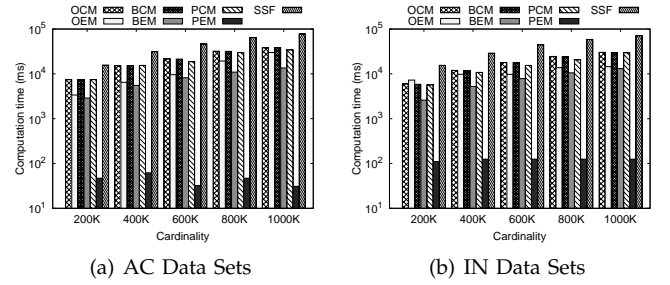 OCM BCM PCM SSF
OEM BEM PEM
10^5
10^4
10^3
10^2
10^1
Computation time (ms)
200K 400K 600K 800K 1000K
Cardinality
(a) AC Data Sets
OCM BCM PCM SSF
OEM BEM PEM
10^5
10^4
10^3
10^2
10^1
Computation time (ms)
200K 400K 600K 800K 1000K
Cardinality
(b) IN Data Sets